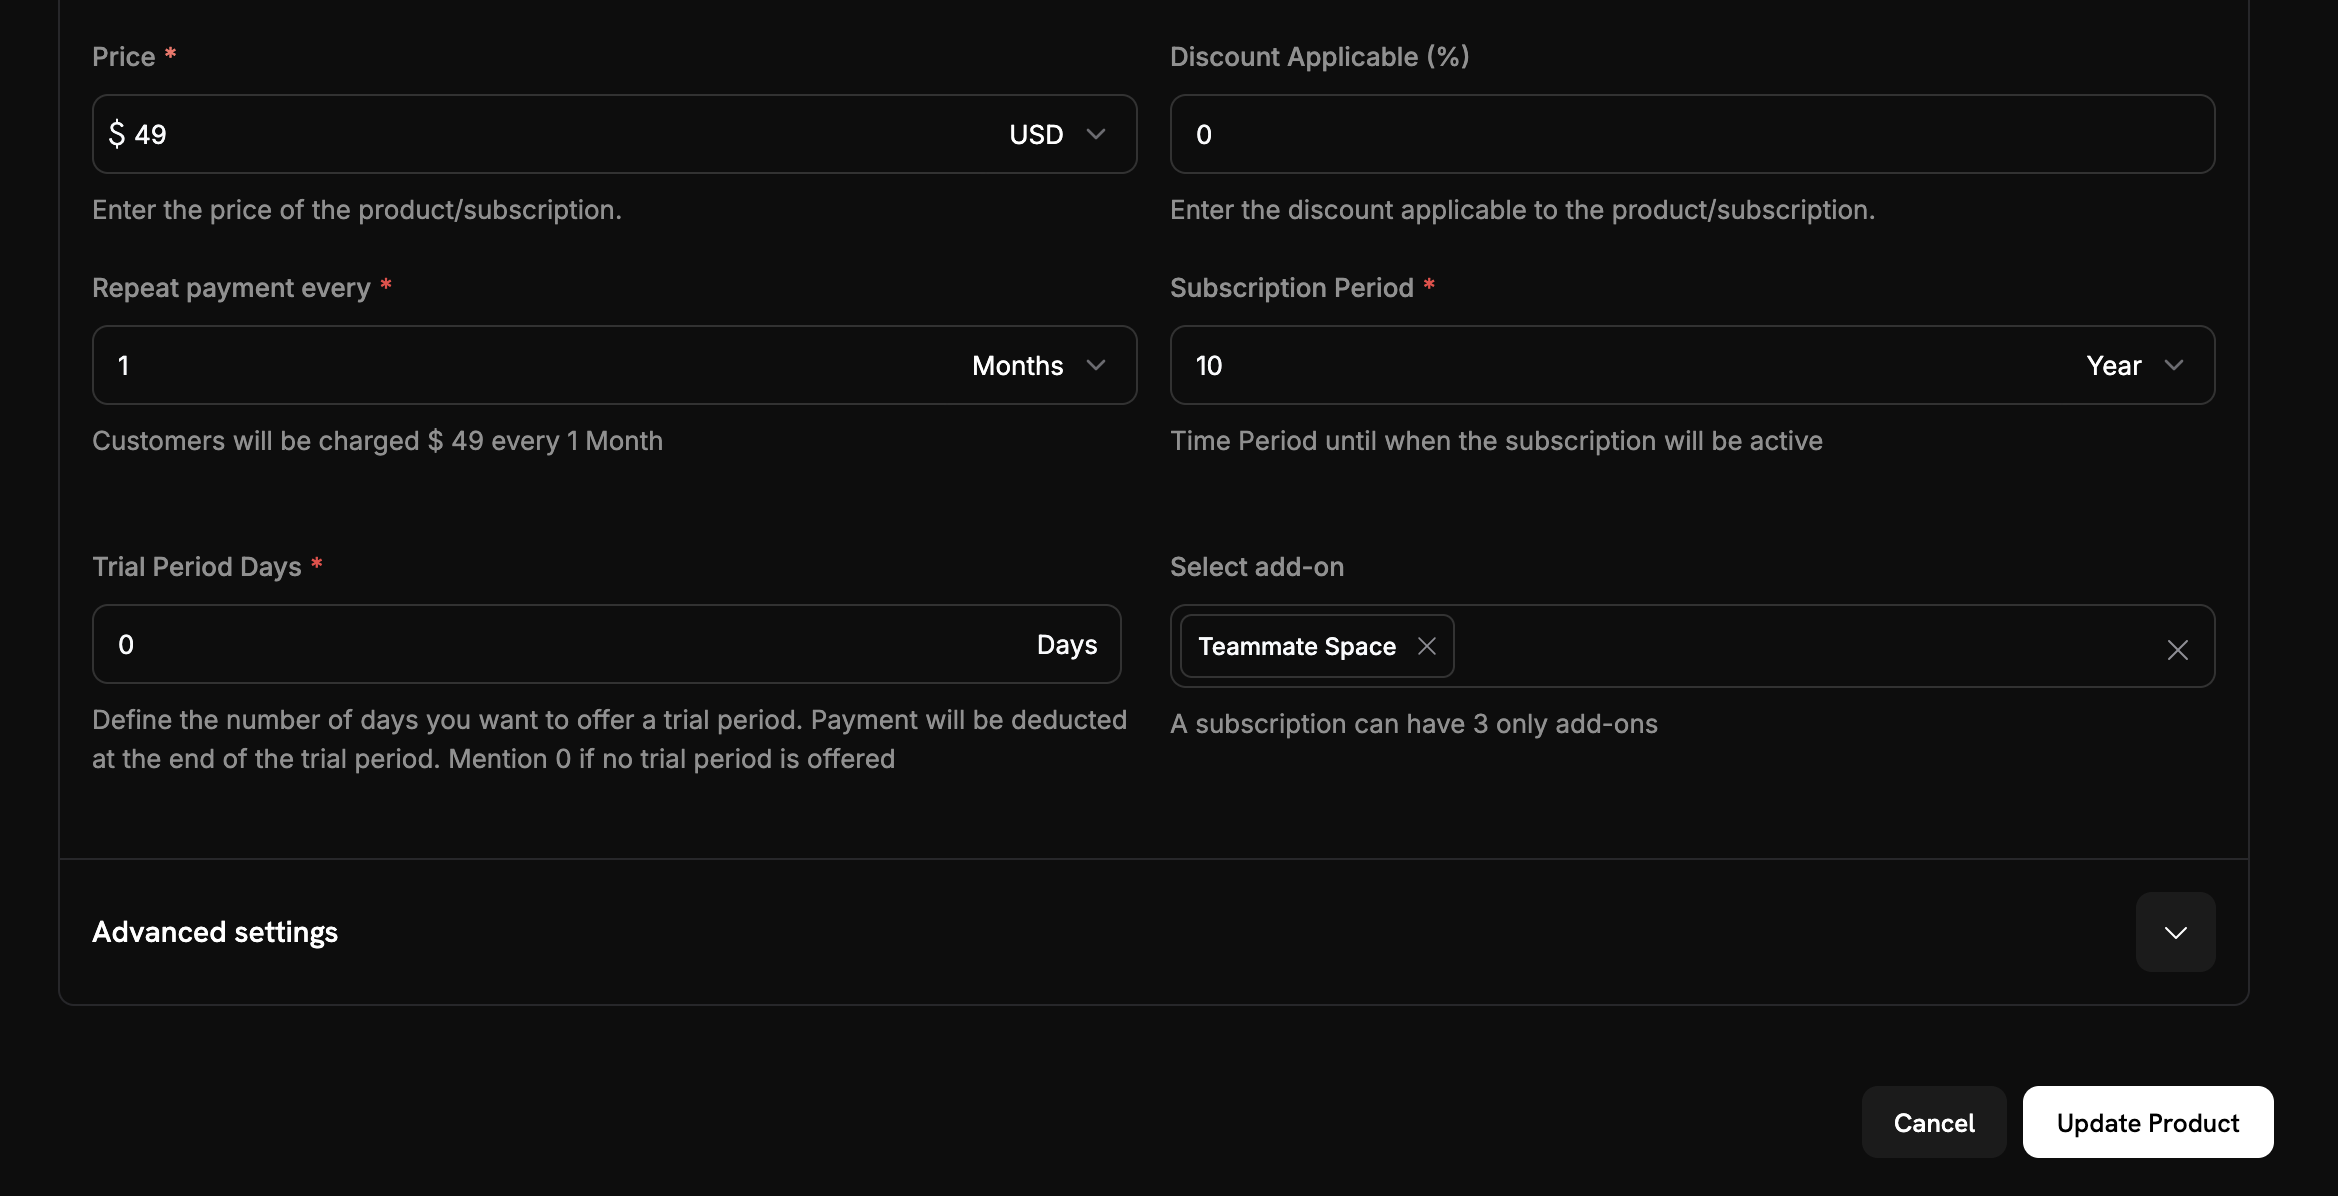 Price *
Discount Applicable (%)
$ 49
USD
0
Enter the price of the product/subscription.
Enter the discount applicable to the product/subscription.
Repeat payment every *
Subscription Period *
1
Months
10
Year
Customers will be charged $ 49 every 1 Month
Time Period until when the subscription will be active
Trial Period Days *
Select add-on
0
Days
Teammate Space
Define the number of days you want to offer a trial period. Payment will be deducted
at the end of the trial period. Mention 0 if no trial period is offered
A subscription can have 3 only add-ons
Advanced settings
Cancel
Update Product